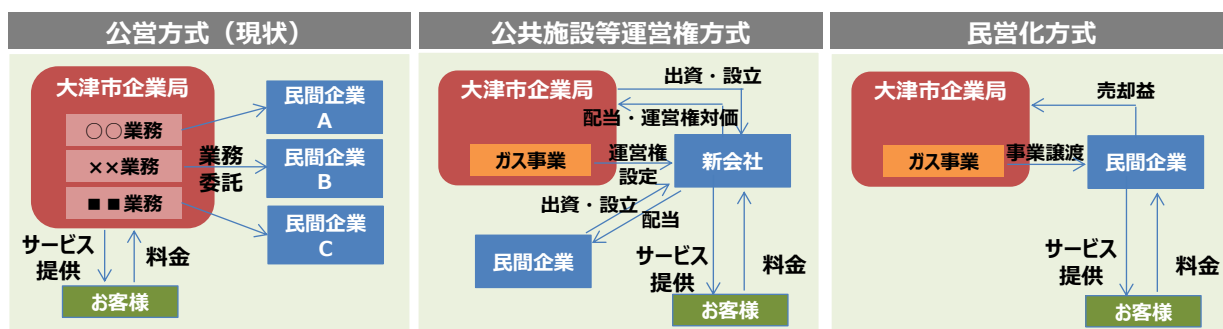 公営方式（現状）
大津市企業局
○○業務
××業務
■■業務
業務
委託
民間企業
A
民間企業
B
民間企業
C
サービス
提供
料金
お客様
公共施設等運営権方式
大津市企業局
出資・設立
配当・運営権対価
ガス事業
運営権
設定
新会社
出資・設立
配当
民間企業
サービス
提供
料金
お客様
民営化方式
大津市企業局
売却益
ガス事業
事業譲渡
民間企業
サービス
提供
料金
お客様